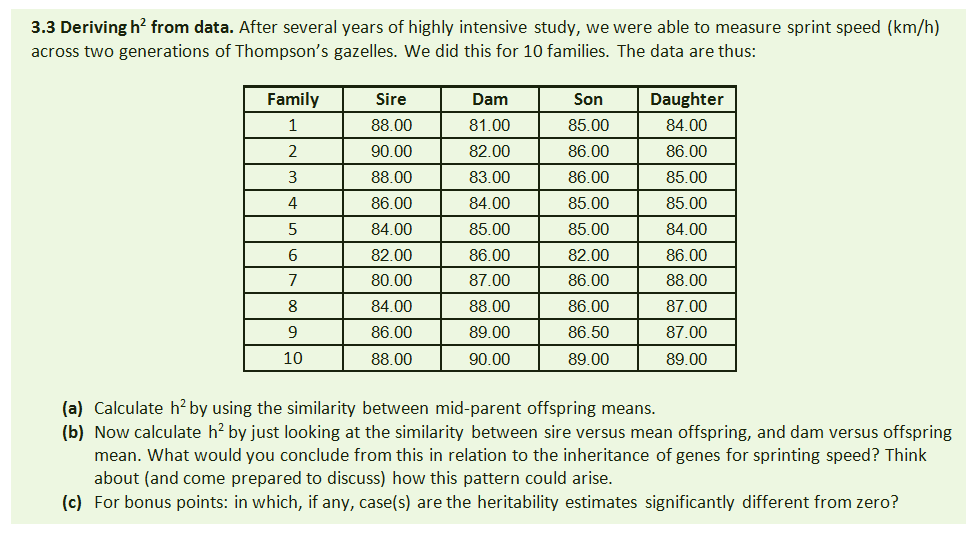 3.3 Deriving h² from data. After several years of highly intensive study, we were able to measure sprint speed (km/h)
across two generations of Thompson's gazelles. We did this for 10 families. The data are thus:
Family Sire Dam Son Daughter
1 88.00 81.00 85.00 84.00
2 90.00 82.00 86.00 86.00
3 88.00 83.00 86.00 85.00
4 86.00 84.00 85.00 85.00
5 84.00 85.00 85.00 84.00
6 82.00 86.00 82.00 86.00
7 80.00 87.00 86.00 88.00
8 84.00 88.00 86.00 87.00
9 86.00 89.00 86.50 87.00
10 88.00 90.00 89.00 89.00
(a) Calculate h² by using the similarity between mid-parent offspring means.
(b) Now calculate h² by just looking at the similarity between sire versus mean offspring, and dam versus offspring
mean. What would you conclude from this in relation to the inheritance of genes for sprinting speed? Think
about (and come prepared to discuss) how this pattern could arise.
(c) For bonus points: in which, if any, case(s) are the heritability estimates significantly different from zero?